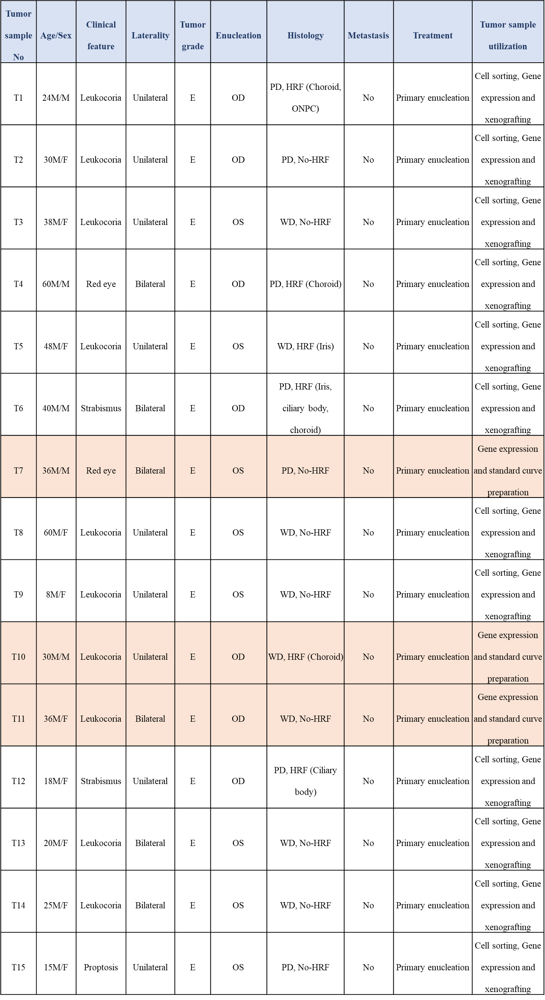 Tumor sample No | Age/Sex | Clinical feature | Laterality | Tumor grade | Enucleation | Histology | Metastasis | Treatment | Tumor sample utilization
T1 | 24M/M | Leukocoria | Unilateral | E | OD | PD, HRF (Choroid, ONPC) | No | Primary enucleation | Cell sorting, Gene expression and xenografting
T2 | 30M/F | Leukocoria | Unilateral | E | OD | PD, No-HRF | No | Primary enucleation | Cell sorting, Gene expression and xenografting
T3 | 38M/F | Leukocoria | Unilateral | E | OS | WD, No-HRF | No | Primary enucleation | Cell sorting, Gene expression and xenografting
T4 | 60M/M | Red eye | Bilateral | E | OD | PD, HRF (Choroid) | No | Primary enucleation | Cell sorting, Gene expression and xenografting
T5 | 48M/F | Leukocoria | Unilateral | E | OS | WD, HRF (Iris) | No | Primary enucleation | Cell sorting, Gene expression and xenografting
T6 | 40M/M | Strabismus | Bilateral | E | OD | PD, HRF (Iris, ciliary body, choroid) | No | Primary enucleation | Cell sorting, Gene expression and xenografting
T7 | 36M/M | Red eye | Bilateral | E | OS | PD, No-HRF | No | Primary enucleation | Gene expression and standard curve preparation
T8 | 60M/F | Leukocoria | Unilateral | E | OS | WD, No-HRF | No | Primary enucleation | Cell sorting, Gene expression and xenografting
T9 | 8M/F | Leukocoria | Unilateral | E | OS | WD, No-HRF | No | Primary enucleation | Cell sorting, Gene expression and xenografting
T10 | 30M/M | Leukocoria | Unilateral | E | OD | WD, HRF (Choroid) | No | Primary enucleation | Gene expression and standard curve preparation
T11 | 36M/F | Leukocoria | Bilateral | E | OD | WD, No-HRF | No | Primary enucleation | Gene expression and standard curve preparation
T12 | 18M/F | Strabismus | Unilateral | E | OD | PD, HRF (Ciliary body) | No | Primary enucleation | Cell sorting, Gene expression and xenografting
T13 | 20M/F | Leukocoria | Bilateral | E | OS | WD, No-HRF | No | Primary enucleation | Cell sorting, Gene expression and xenografting
T14 | 25M/F | Leukocoria | Bilateral | E | OS | WD, No-HRF | No | Primary enucleation | Cell sorting, Gene expression and xenografting
T15 | 15M/F | Proptosis | Unilateral | E | OS | PD, No-HRF | No | Primary enucleation | Cell sorting, Gene expression and xenografting